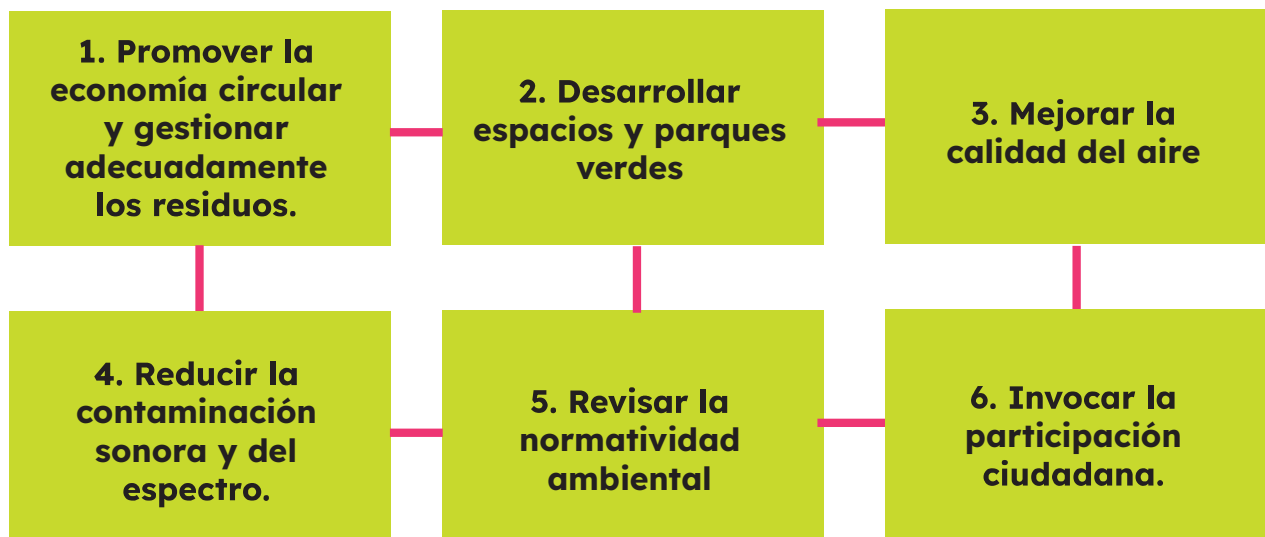 1. Promover la
economía circular
y gestionar
adecuadamente
los residuos.
2. Desarrollar
espacios y parques
verdes
3. Mejorar la
calidad del aire
4. Reducir la
contaminación
sonora y del
espectro.
5. Revisar la
normatividad
ambiental
6. Invocar la
participación
ciudadana.